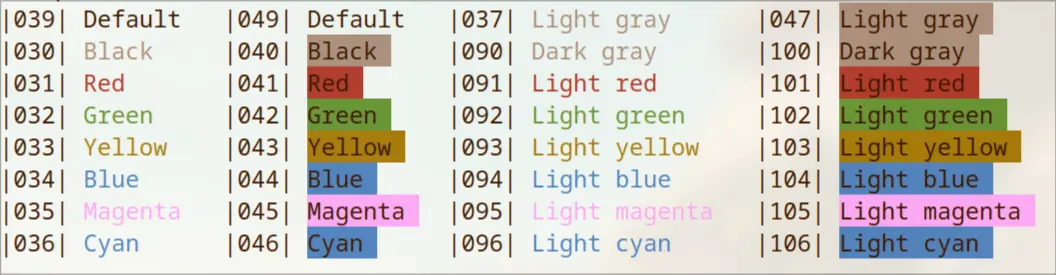 |039| Default |049| Default |037| Light gray |047| Light gray
|030| Black |040| Black |090| Dark gray |100| Dark gray
|031| Red |041| Red |091| Light red |101| Light red
|032| Green |042| Green |092| Light green |102| Light green
|033| Yellow |043| Yellow |093| Light yellow |103| Light yellow
|034| Blue |044| Blue |094| Light blue |104| Light blue
|035| Magenta |045| Magenta |095| Light magenta |105| Light magenta
|036| Cyan |046| Cyan |096| Light cyan |106| Light cyan